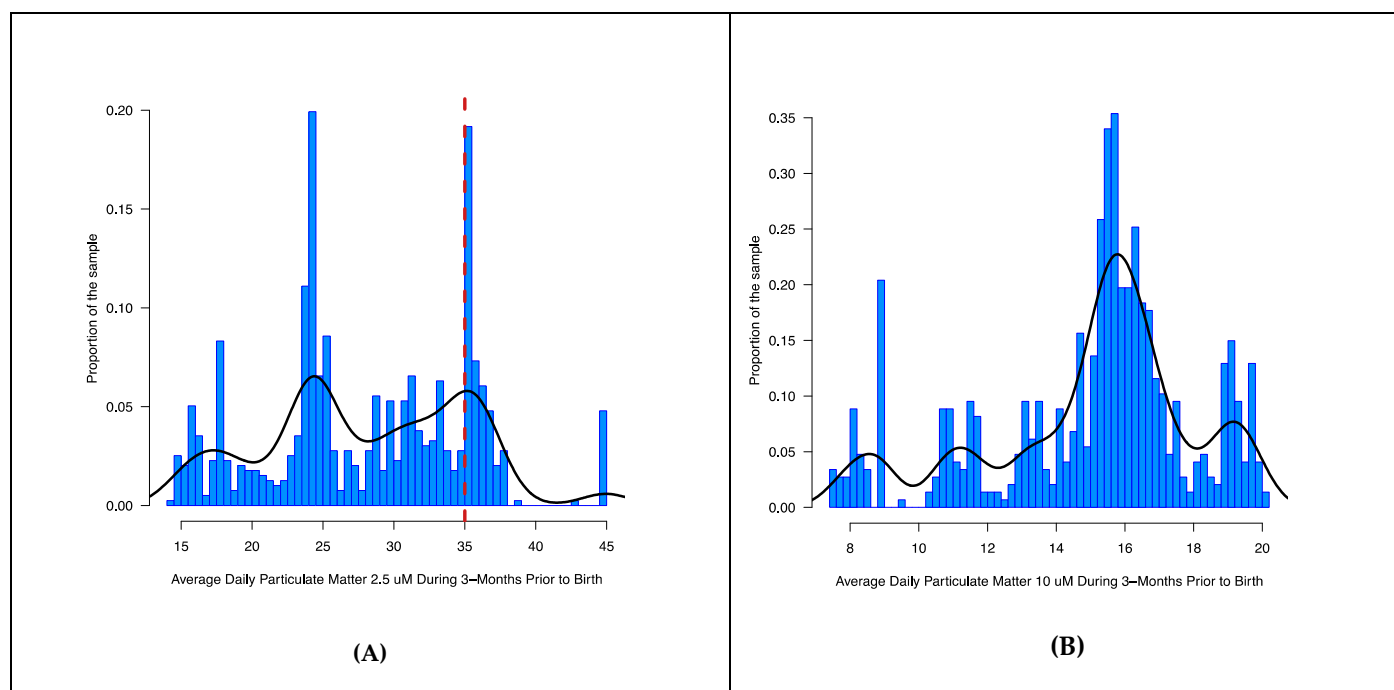 0.20
0.15
0.10
0.05
0.00
Proportion of the sample
15 20 25 30 35 40 45
Average Daily Particulate Matter 2.5 uM During 3−Months Prior to Birth
(A)
0.35
0.30
0.25
0.20
0.15
0.10
0.05
0.00
Proportion of the sample
8 10 12 14 16 18 20
Average Daily Particulate Matter 10 uM During 3−Months Prior to Birth
(B)